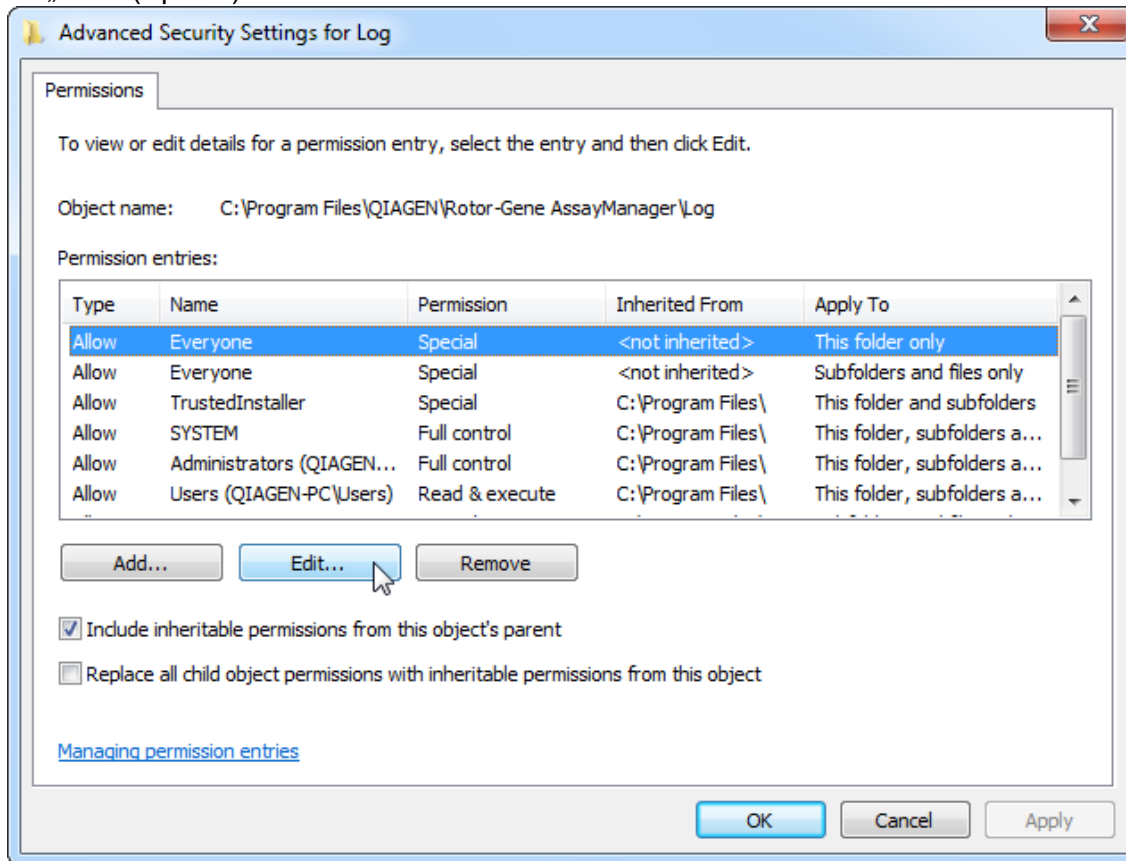 Advanced Security Settings for Log
Permissions
To view or edit details for a permission entry, select the entry and then click Edit.
Object name: C:\Program Files\QIAGEN\Rotor-Gene AssayManager\Log
Permission entries:
Type Name Permission Inherited From Apply To
Allow Everyone Special <not inherited> This folder only
Allow Everyone Special <not inherited> Subfolders and files only
Allow TrustedInstaller Special C:\Program Files\ This folder and subfolders
Allow SYSTEM Full control C:\Program Files\ This folder, subfolders a...
Allow Administrators (QIAGEN... Full control C:\Program Files\ This folder, subfolders a...
Allow Users (QIAGEN-PC\Users) Read & execute C:\Program Files\ This folder, subfolders a...
Add... Edit... Remove
Include inheritable permissions from this object's parent
Replace all child object permissions with inheritable permissions from this object
Managing permission entries
OK Cancel Apply